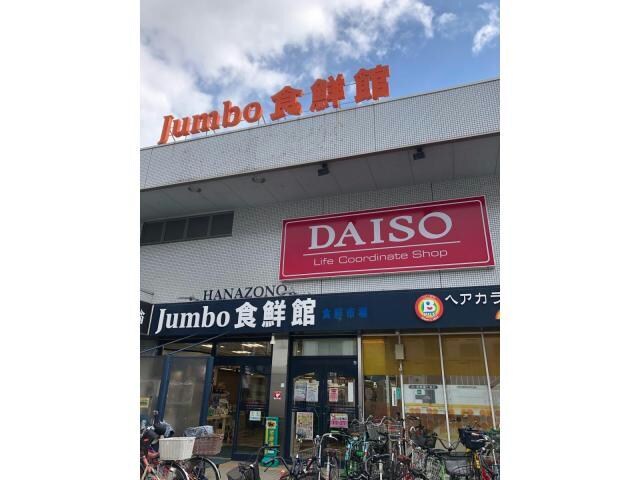 Jumbo食鮮館
DAISO
Life Coordinate Shop
HANAZONO
Jumbo食鮮館
ヘアカラ